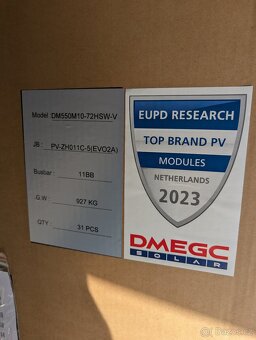 Model :DM550M10-72HSW-V
JB : PV-ZH011C-5(EVO2A)
Busbar : 11BB
G.W : 927 KG
QTY : 31 PCS
EUPD RESEARCH
TOP BRAND PV
MODULES
NETHERLANDS
2023
DMEGC
SOLAR